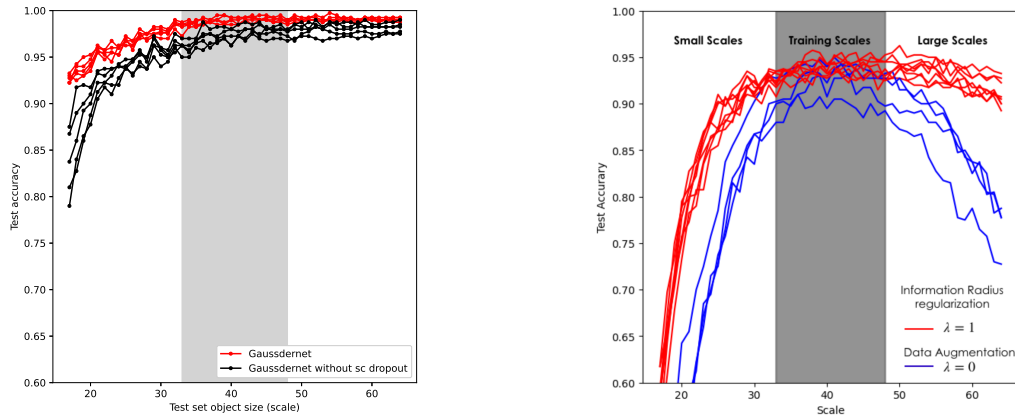 1.00
0.95
0.90
0.85
0.80
0.75
0.70
0.65
0.60
Test accuracy
20
30
40
50
60
Test set object size (scale)
Gaussdernet
Gaussdernet without sc dropout
1.00
0.95
0.90
0.85
0.80
0.75
0.70
0.65
0.60
Test Accurary
Small Scales
Training Scales
Large Scales
Information Radius
regularization
λ = 1
Data Augmentation
λ = 0
20
30
40
50
60
Scale